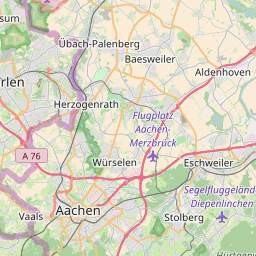 Übach-Palenberg
Baesweiler
Aldenhoven
Herzogenrath
Flugplatz
Aachen-
Merzbrück
A 76
Würselen
Eschweiler
Segelfluggelände
Diepenlinchen
Vaals
Aachen
Stolberg